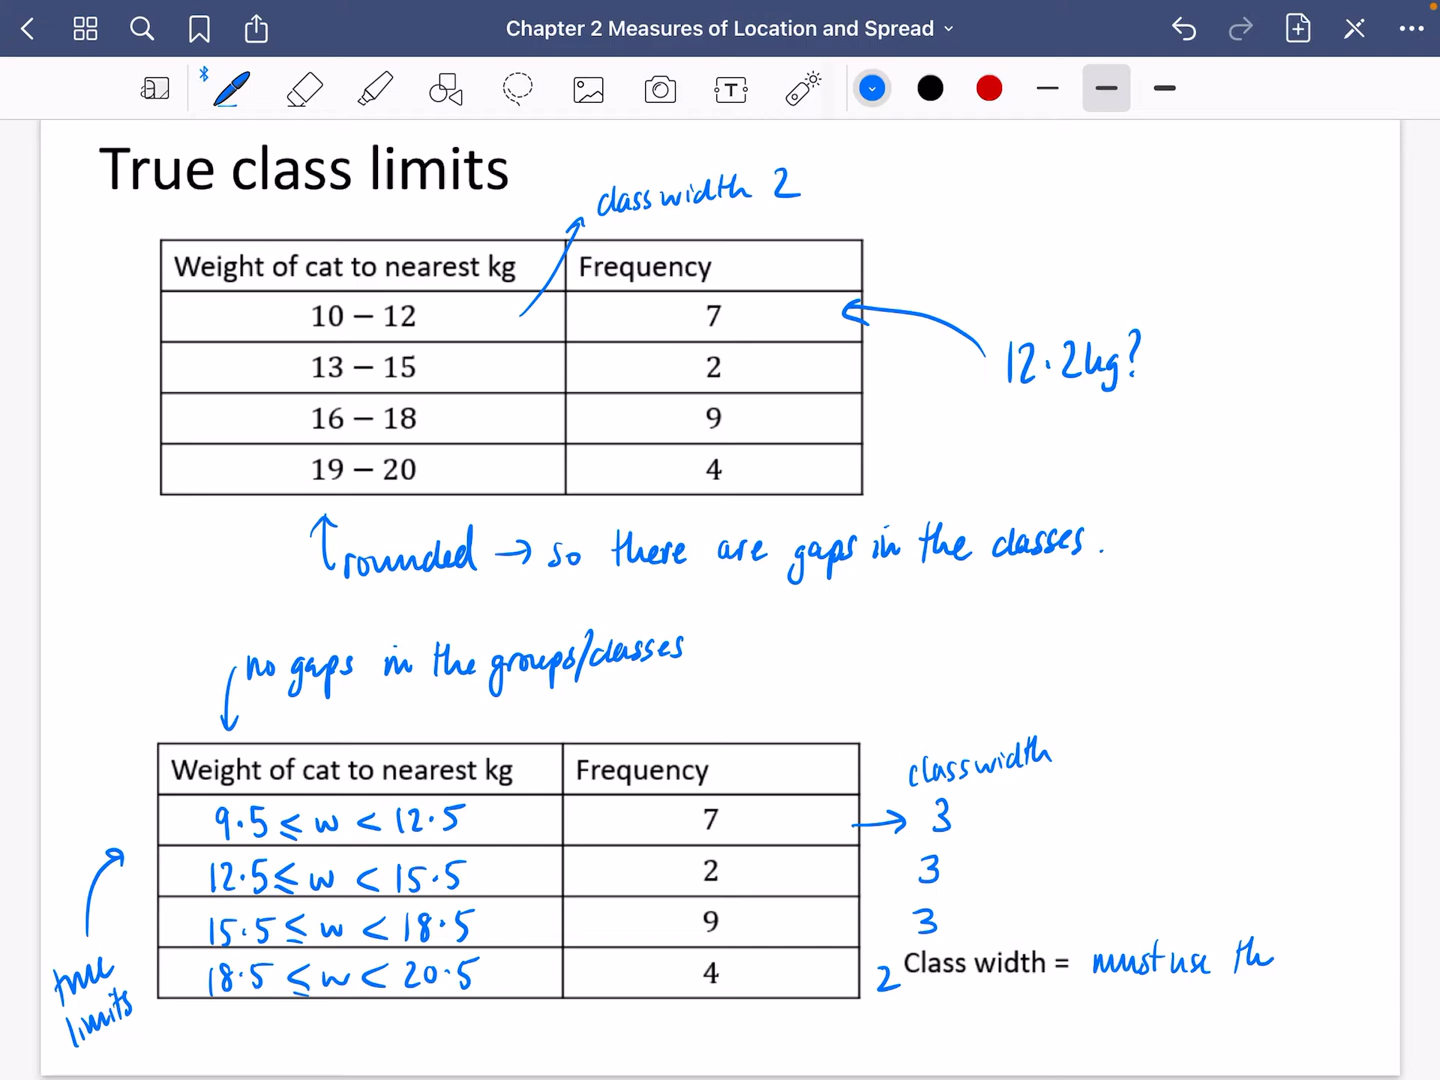 Chapter 2 Measures of Location and Spread
True class limits
class width 2
Weight of cat to nearest kg Frequency
10 – 12 7
13 – 15 2
16 – 18 9
19 – 20 4
12.2kg?
rounded → so there are gaps in the classes.
no gaps in the groups/classes
Weight of cat to nearest kg Frequency
class width
9.5 ≤ w < 12.5 7 → 3
12.5 ≤ w < 15.5 2 3
15.5 ≤ w < 18.5 9 3
18.5 ≤ w < 20.5 4 2
Class width = must use th
true
limits